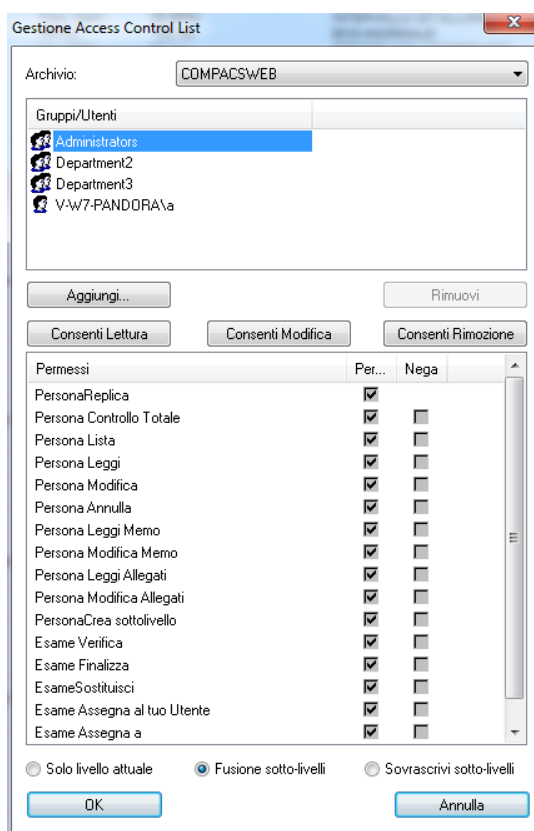 Gestione Access Control List
Archivio: COMPACSWEB
Gruppi/Utenti
Administrators
Department2
Department3
V-W7-PANDORA\a
Aggiungi... Rimuovi
Consenti Lettura Consenti Modifica Consenti Rimozione
Permessi Per... Nega
PersonaReplica
Persona Controllo Totale
Persona Lista
Persona Leggi
Persona Modifica
Persona Annulla
Persona Leggi Memo
Persona Modifica Memo
Persona Leggi Allegati
Persona Modifica Allegati
PersonaCrea sottolivello
Esame Verifica
Esame Finalizza
EsameSostituisci
Esame Assegna al tuo Utente
Esame Assegna a
Solo livello attuale Fusione sotto-livelli Sovrascrivi sotto-livelli
OK Annulla